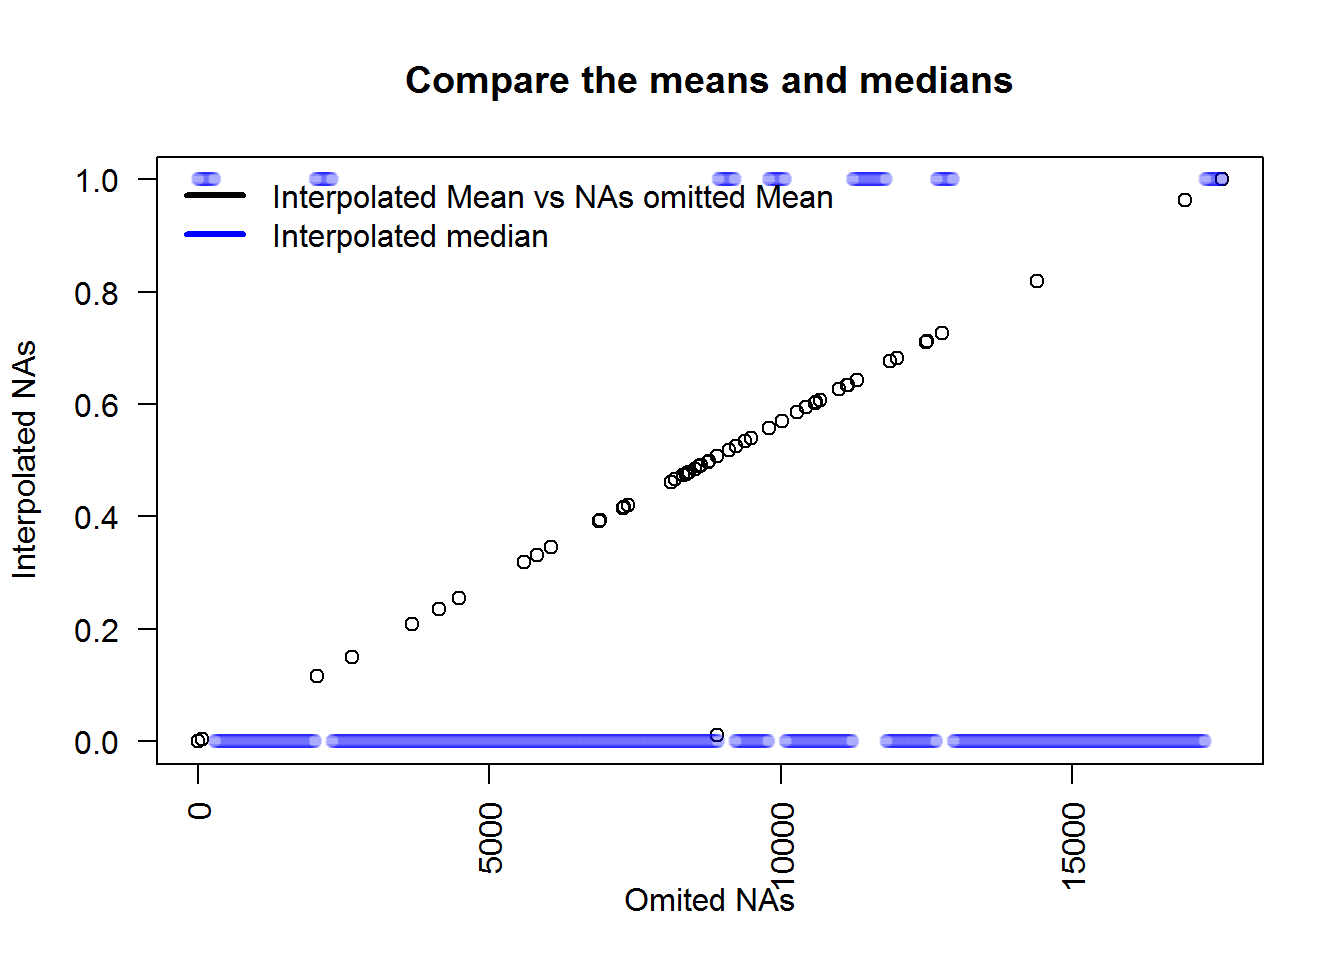 Compare the means and medians
Interpolated Mean vs NAs omitted Mean
Interpolated median
Interpolated NAs
1.0
0.8
0.6
0.4
0.2
0.0
0
5000
10000
15000
Omited NAs